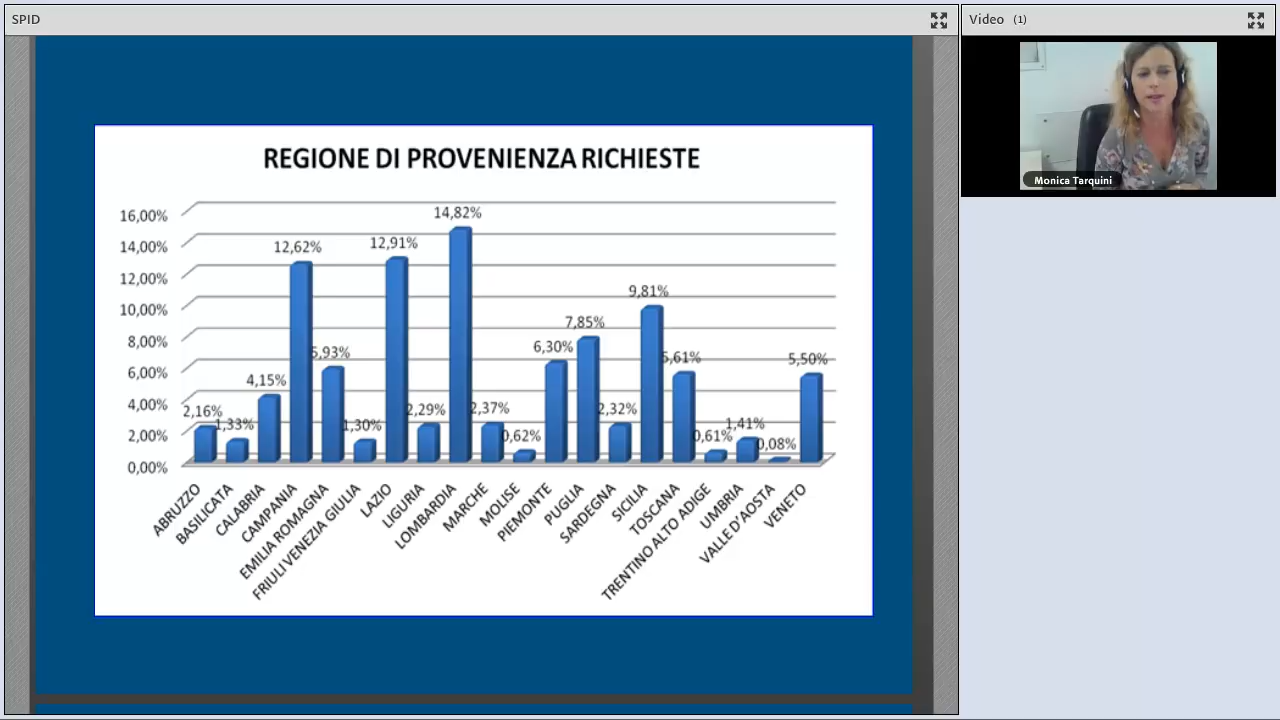 SPID
Video (1)
Monica Tarquini
REGIONE DI PROVENIENZA RICHIESTE
16,00%
14,00%
12,00%
10,00%
8,00%
6,00%
4,00%
2,00%
0,00%
2,16%
1,33%
4,15%
12,62%
5,93%
1,30%
12,91%
2,29%
14,82%
2,37%
0,62%
6,30%
7,85%
2,32%
9,81%
5,61%
0,61%
1,41%
0,08%
5,50%
ABRUZZO
BASILICATA
CALABRIA
CAMPANIA
EMILIA ROMAGNA
FRIULI VENEZIA GIULIA
LAZIO
LIGURIA
LOMBARDIA
MARCHE
MOLISE
PIEMONTE
PUGLIA
SARDEGNA
SICILIA
TOSCANA
TRENTINO ALTO ADIGE
UMBRIA
VALLE D'AOSTA
VENETO